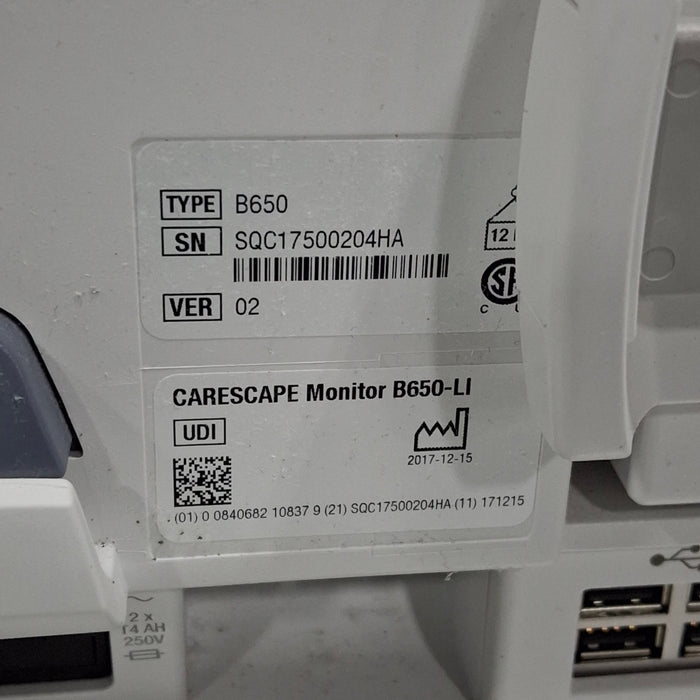 TYPE B650
SN SQC17500204HA
12
VER 02
C U
CARESCAPE Monitor B650-LI
UDI
2017-12-15
(01) 0 0840682 10837 9 (21) SQC17500204HA (11) 171215
2 x
T4 AH
250V